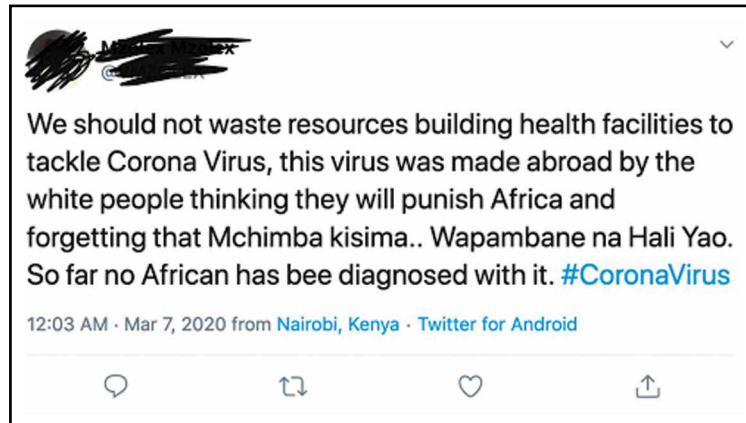 We should not waste resources building health facilities to
tackle Corona Virus, this virus was made abroad by the
white people thinking they will punish Africa and
forgetting that Mchimba kisima.. Wapambane na Hali Yao.
So far no African has bee diagnosed with it. #CoronaVirus
12:03 AM · Mar 7, 2020 from Nairobi, Kenya · Twitter for Android